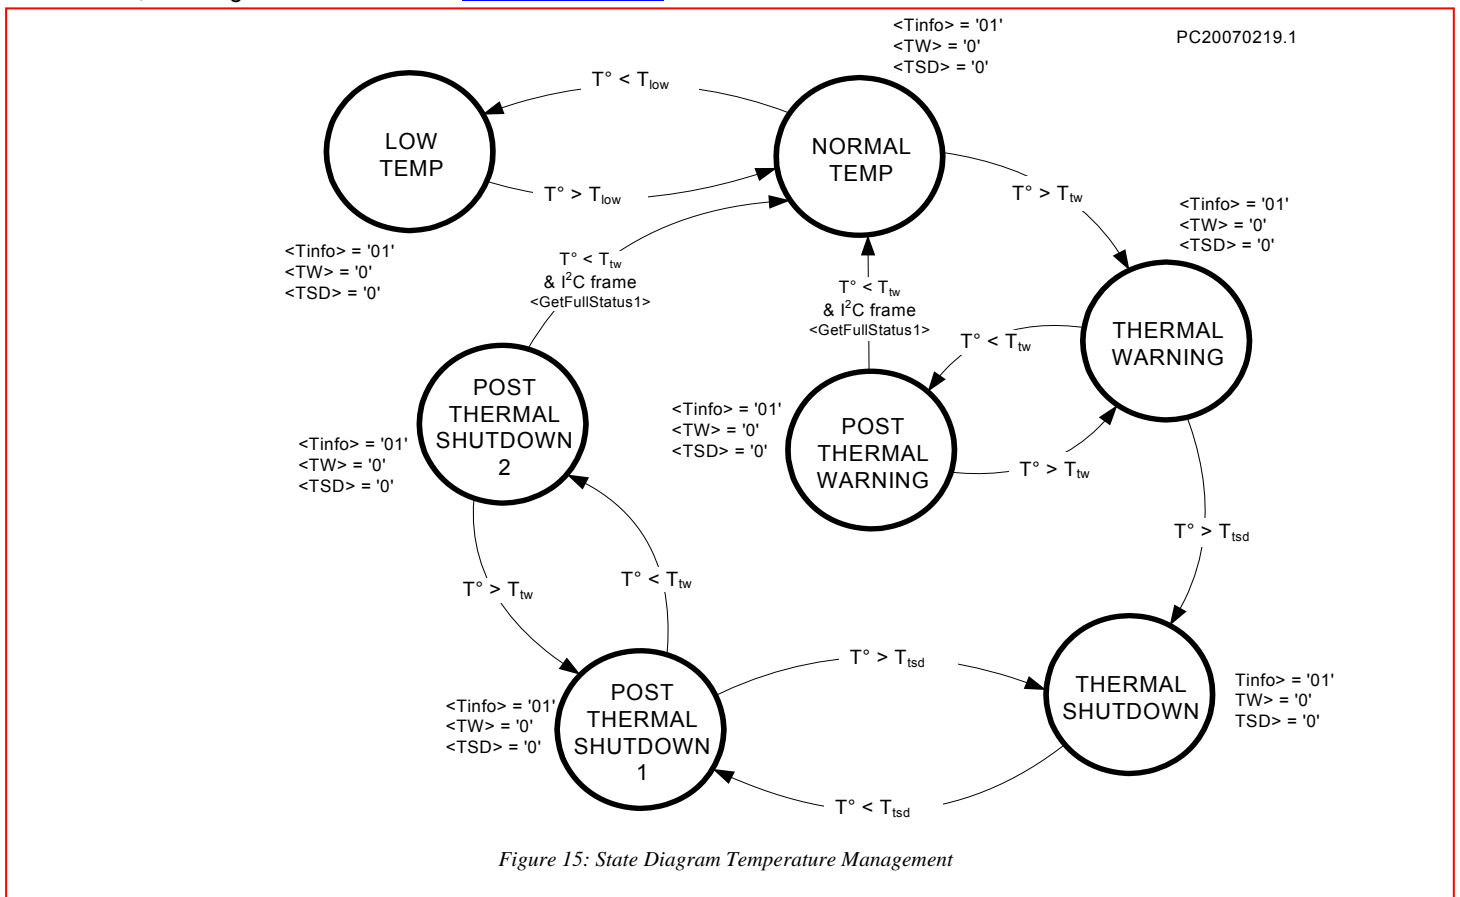 <Tinfo> = '01'
<TW> = '0'
<TSD> = '0'
PC20070219.1
T° < Tlow
LOW
TEMP
NORMAL
TEMP
T° > Tlow
T° > Ttw
<Tinfo> = '01'
<TW> = '0'
<TSD> = '0'
<Tinfo> = '01'
<TW> = '0'
<TSD> = '0'
T° < Ttw
& I²C frame
<GetFullStatus1>
T° < Ttw
& I²C frame
<GetFullStatus1>
THERMAL
WARNING
T° < Ttw
POST
THERMAL
SHUTDOWN
2
<Tinfo> = '01'
<TW> = '0'
<TSD> = '0'
<Tinfo> = '01'
<TW> = '0'
<TSD> = '0'
POST
THERMAL
WARNING
T° > Ttw
T° > Ttsd
T° > Ttw
T° < Ttw
T° > Ttsd
<Tinfo> = '01'
<TW> = '0'
<TSD> = '0'
POST
THERMAL
SHUTDOWN
1
THERMAL
SHUTDOWN
Tinfo> = '01'
TW> = '0'
TSD> = '0'
T° < Ttsd
Figure 15: State Diagram Temperature Management